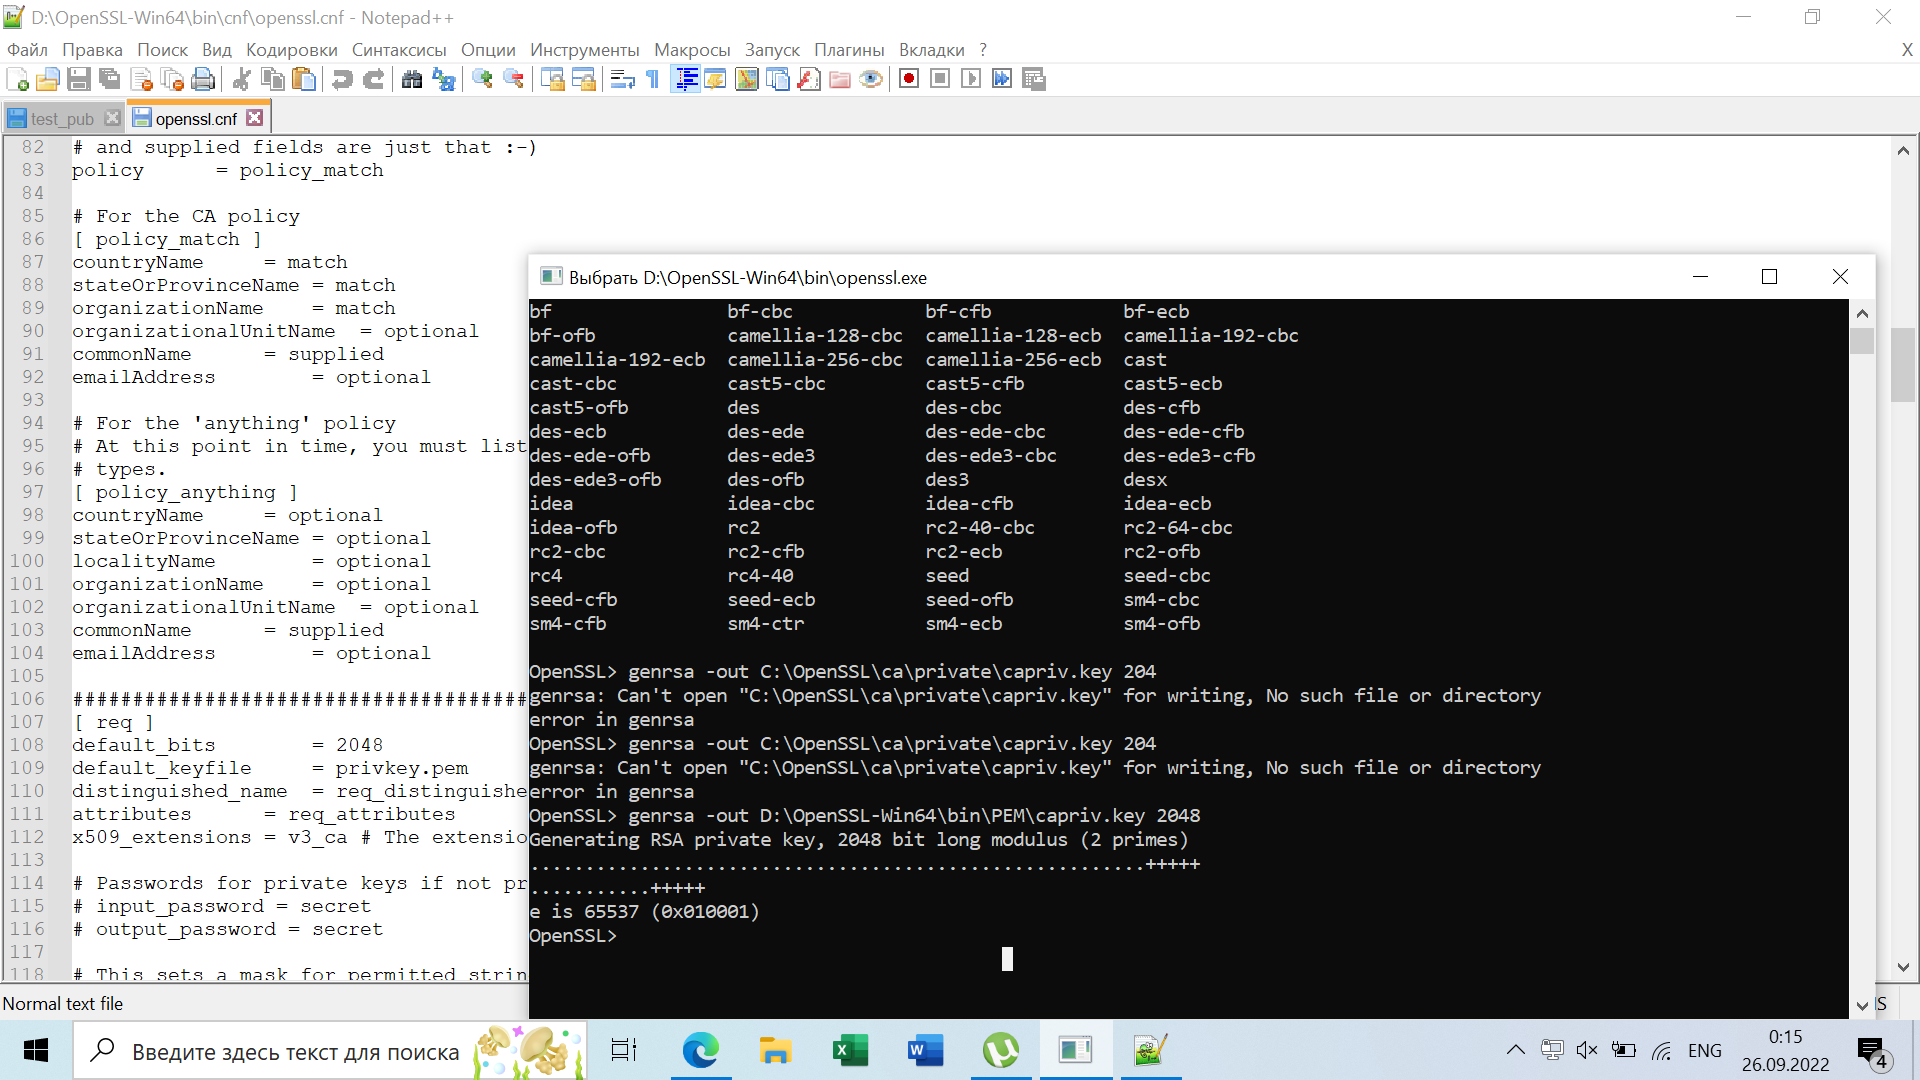 D:\OpenSSL-Win64\bin\cnf\openssl.cnf - Notepad++
Файл Правка Поиск Вид Кодировки Синтаксисы Опции Инструменты Макросы Запуск Плагины Вкладки ? X
test_pub openssl.cnf
82 # and supplied fields are just that :-)
83 policy = policy_match
84
85 # For the CA policy
86 [ policy_match ]
87 countryName = match
88 stateOrProvinceName = match
89 organizationName = match
90 organizationalUnitName = optional
91 commonName = supplied
92 emailAddress = optional
93
94 # For the 'anything' policy
95 # At this point in time, you must list
96 # types.
97 [ policy_anything ]
98 countryName = optional
99 stateOrProvinceName = optional
100 localityName = optional
101 organizationName = optional
102 organizationalUnitName = optional
103 commonName = supplied
104 emailAddress = optional
105
106 ######################################
107 [ req ]
108 default_bits = 2048
109 default_keyfile = privkey.pem
110 distinguished_name = req_distinguishe
111 attributes = req_attributes
112 x509_extensions = v3_ca # The extensio
113
114 # Passwords for private keys if not pr
115 # input_password = secret
116 # output_password = secret
117
118 # This sets a mask for permitted strin
Normal text file
Выбрать D:\OpenSSL-Win64\bin\openssl.exe
bf bf-cbc bf-cfb bf-ecb
bf-ofb camellia-128-cbc camellia-128-ecb camellia-192-cbc
camellia-192-ecb camellia-256-cbc camellia-256-ecb cast
cast-cbc cast5-cbc cast5-cfb cast5-ecb
cast5-ofb des des-cbc des-cfb
des-ecb des-ede des-ede-cbc des-ede-cfb
des-ede-ofb des-ede3 des-ede3-cbc des-ede3-cfb
des-ede3-ofb des-ofb des3 desx
idea idea-cbc idea-cfb idea-ecb
idea-ofb rc2 rc2-40-cbc rc2-64-cbc
rc2-cbc rc2-cfb rc2-ecb rc2-ofb
rc4 rc4-40 seed seed-cbc
seed-cfb seed-ecb seed-ofb sm4-cbc
sm4-cfb sm4-ctr sm4-ecb sm4-ofb
OpenSSL> genrsa -out C:\OpenSSL\ca\private\capriv.key 204
genrsa: Can't open "C:\OpenSSL\ca\private\capriv.key" for writing, No such file or directory
error in genrsa
OpenSSL> genrsa -out C:\OpenSSL\ca\private\capriv.key 204
genrsa: Can't open "C:\OpenSSL\ca\private\capriv.key" for writing, No such file or directory
error in genrsa
OpenSSL> genrsa -out D:\OpenSSL-Win64\bin\PEM\capriv.key 2048
Generating RSA private key, 2048 bit long modulus (2 primes)
........................................................+++++
...........+++++
e is 65537 (0x010001)
OpenSSL>
Введите здесь текст для поиска
ENG
0:15
26.09.2022
4